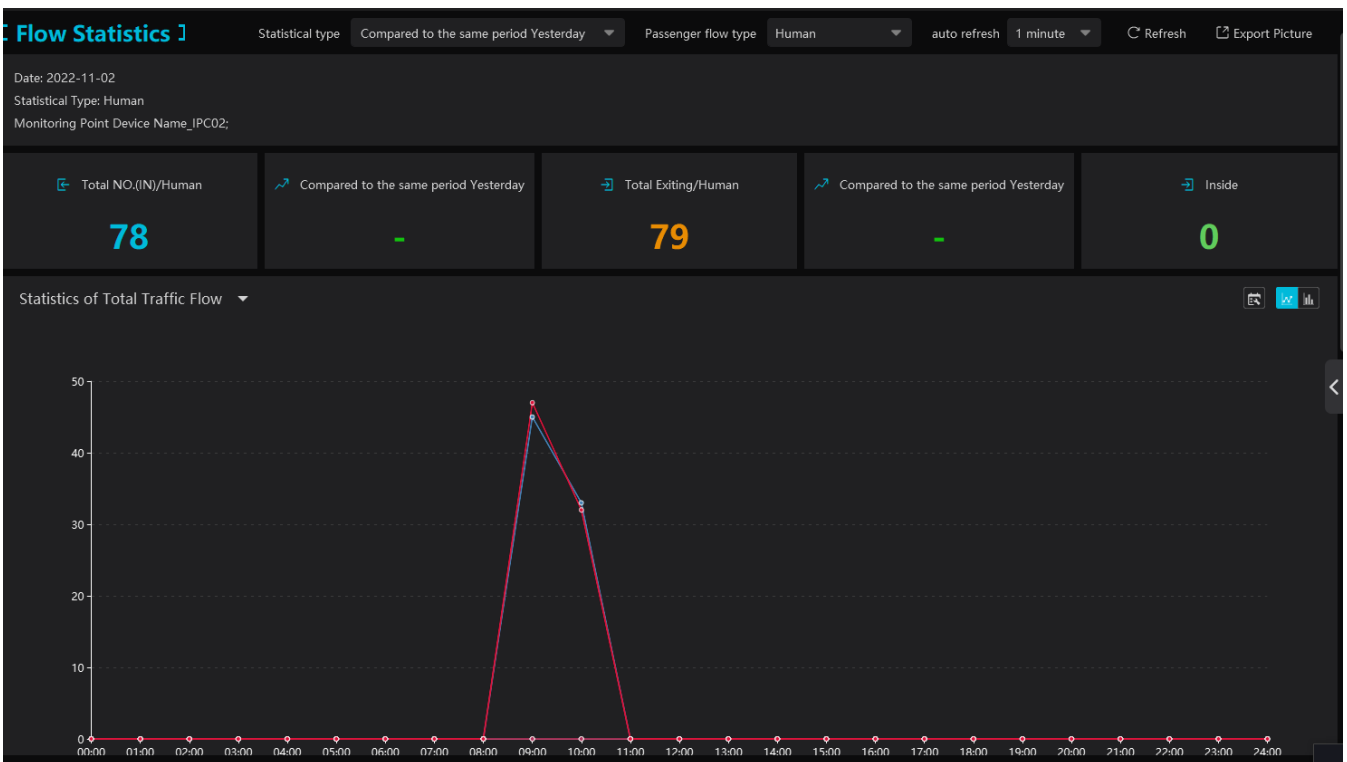 [ Flow Statistics ] Statistical type Compared to the same period Yesterday Passenger flow type Human auto refresh 1 minute Refresh Export Picture
Date: 2022-11-02
Statistical Type: Human
Monitoring Point Device Name_IPC02;
Total NO.(IN)/Human Compared to the same period Yesterday Total Exiting/Human Compared to the same period Yesterday Inside
78 - 79 - 0
Statistics of Total Traffic Flow
50
40
30
20
10
0
00:00 01:00 02:00 03:00 04:00 05:00 06:00 07:00 08:00 09:00 10:00 11:00 12:00 13:00 14:00 15:00 16:00 17:00 18:00 19:00 20:00 21:00 22:00 23:00 24:00